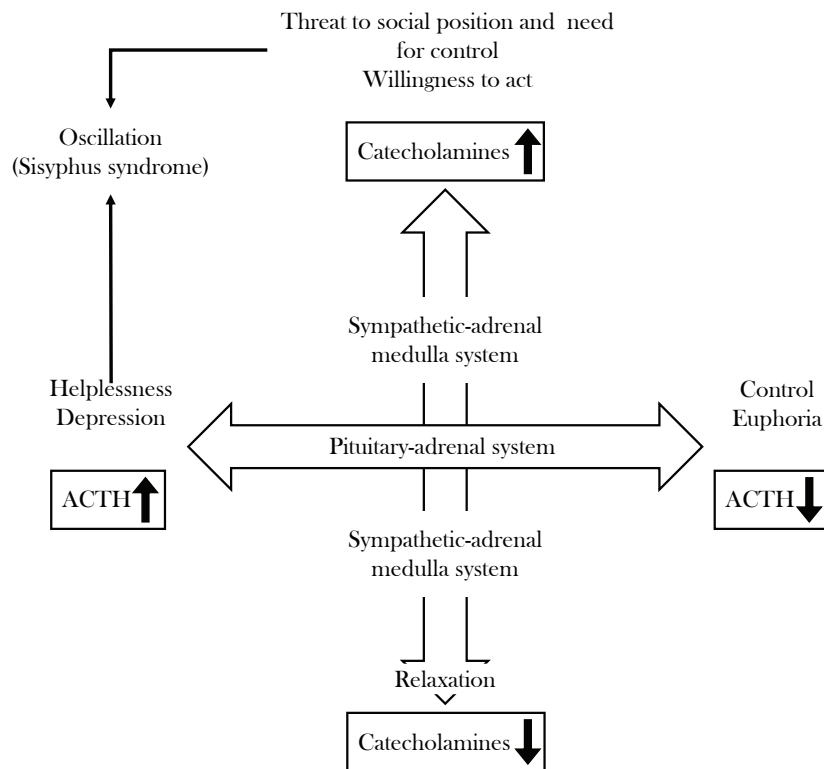 Threat to social position and need
for control
Willingness to act
Oscillation
(Sisyphus syndrome)
Catecholamines
Sympathetic-adrenal
medulla system
Helplessness
Depression
Control
Euphoria
Pituitary-adrenal system
ACTH
ACTH
Sympathetic-adrenal
medulla system
Relaxation
Catecholamines